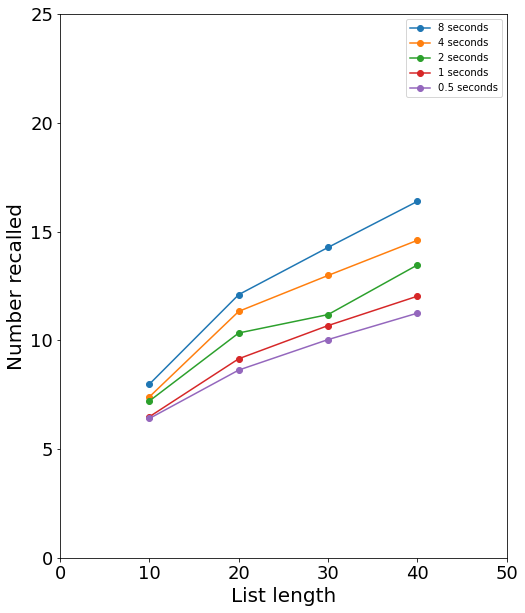 25
20
15
10
5
0
0 10 20 30 40 50
Number recalled
List length
8 seconds
4 seconds
2 seconds
1 seconds
0.5 seconds